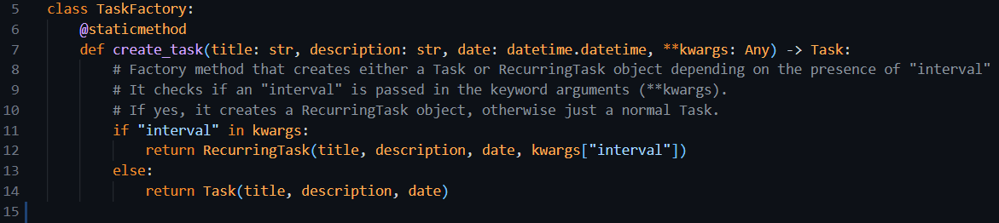 5 class TaskFactory:
6     @staticmethod
7     def create_task(title: str, description: str, date: datetime.datetime, **kwargs: Any) -> Task:
8         # Factory method that creates either a Task or RecurringTask object depending on the presence of "interval"
9         # It checks if an "interval" is passed in the keyword arguments (**kwargs).
10         # If yes, it creates a RecurringTask object, otherwise just a normal Task.
11         if "interval" in kwargs:
12             return RecurringTask(title, description, date, kwargs["interval"])
13         else:
14             return Task(title, description, date)
15